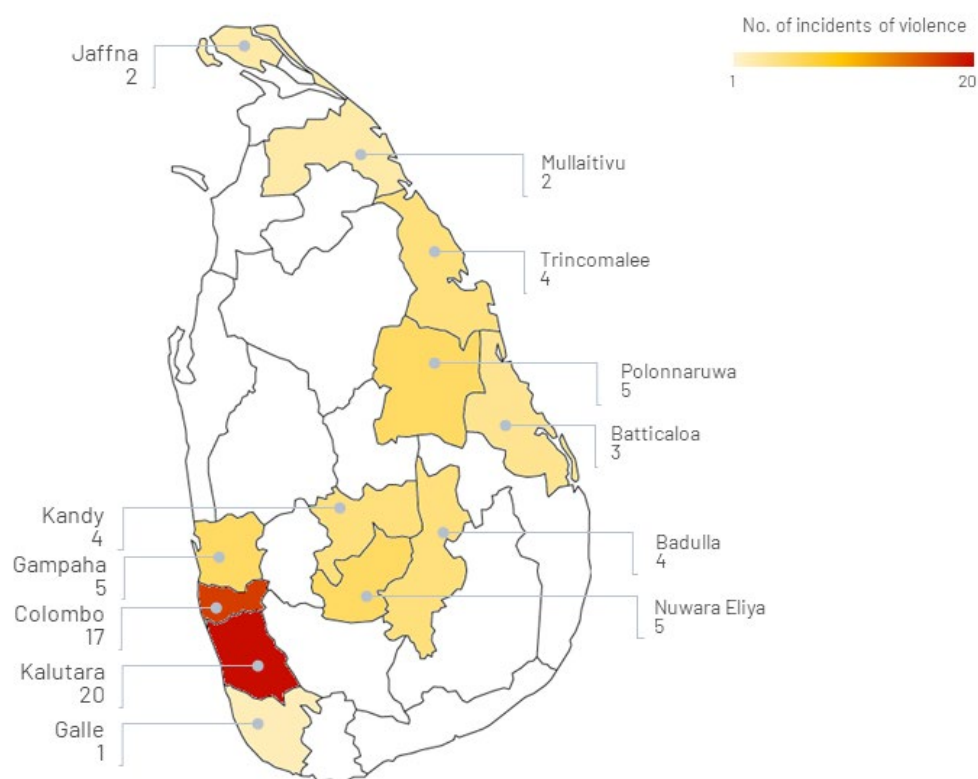 No. of incidents of violence
1
20
Jaffna
2
Mullaitivu
2
Trincomalee
4
Polonnaruwa
5
Batticaloa
3
Kandy
4
Gampaha
5
Colombo
17
Kalutara
20
Galle
1
Badulla
4
Nuwara Eliya
5